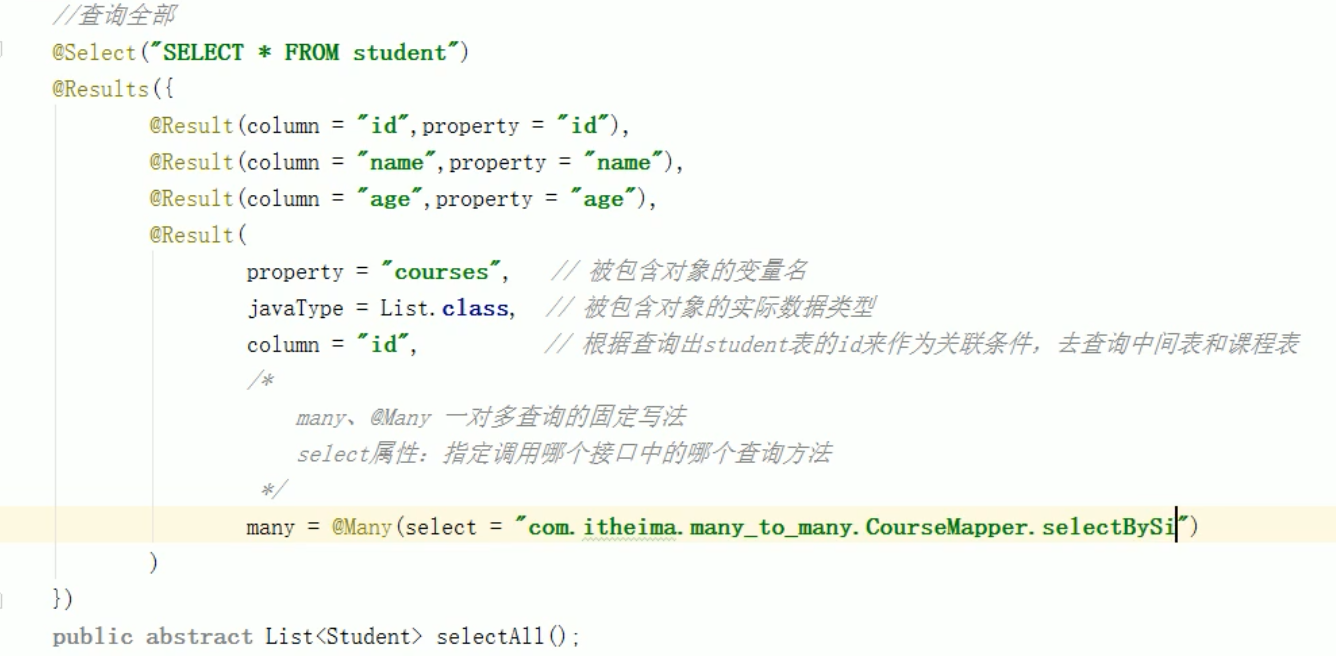 //查询全部
@Select("SELECT * FROM student")
@Results({
@Result(column = "id",property = "id"),
@Result(column = "name",property = "name"),
@Result(column = "age",property = "age"),
@Result(
property = "courses", // 被包含对象的变量名
javaType = List.class, // 被包含对象的实际数据类型
column = "id", // 根据查询出student表的id来作为关联条件，去查询中间表和课程表
/*
many、@Many 一对多查询的固定写法
select属性：指定调用哪个接口中的哪个查询方法
*/
many = @Many(select = "com.itheima.many_to_many.CourseMapper.selectBySi")
)
})
public abstract List<Student> selectAll();